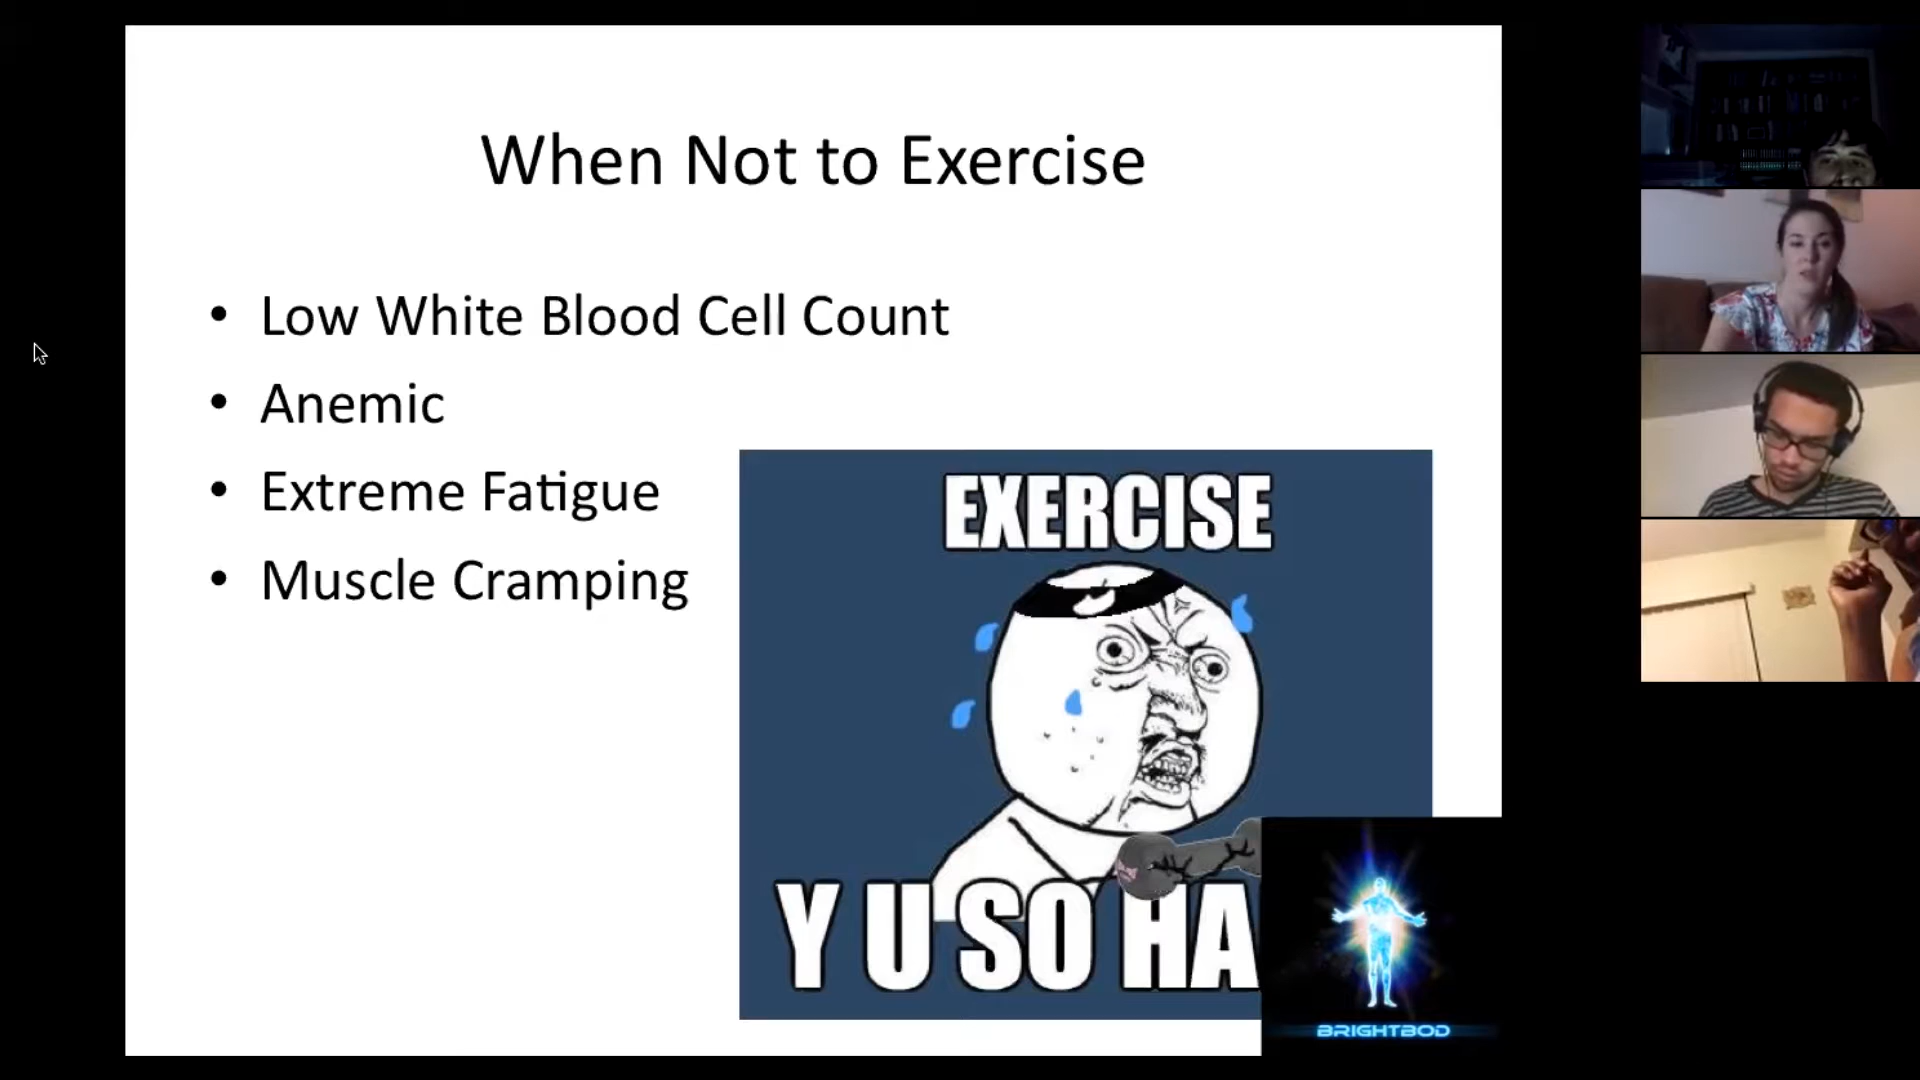 When Not to Exercise
• Low White Blood Cell Count
• Anemic
• Extreme Fatigue
• Muscle Cramping
EXERCISE
Y U SO HA
BRIGHTBOD